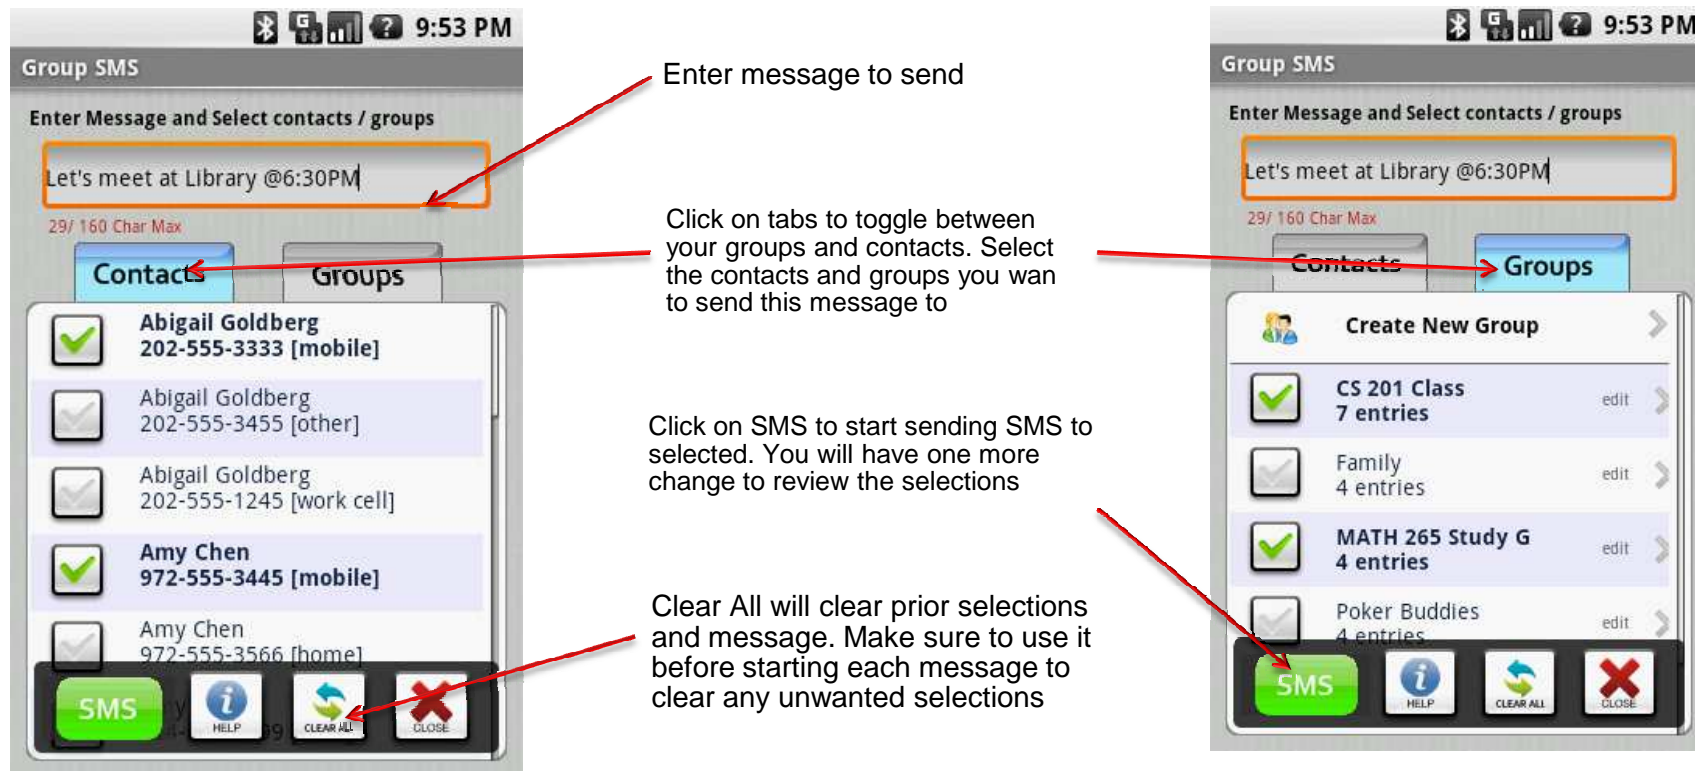 9:53 PM
Group SMS
Enter Message and Select contacts / groups
Let's meet at Library @6:30PM
29/ 160 Char Max
Contacts
Groups
Abigail Goldberg
202-555-3333 [mobile]
Abigail Goldberg
202-555-3455 [other]
Abigail Goldberg
202-555-1245 [work cell]
Amy Chen
972-555-3445 [mobile]
Amy Chen
972-555-3566 [home]
SMS
HELP
CLEAR ALL
CLOSE
Enter message to send
Click on tabs to toggle between
your groups and contacts. Select
the contacts and groups you wan
to send this message to
Click on SMS to start sending SMS to
selected. You will have one more
change to review the selections
Clear All will clear prior selections
and message. Make sure to use it
before starting each message to
clear any unwanted selections
G
9:53 PM
Group SMS
Enter Message and Select contacts / groups
Let's meet at Library @6:30PM
29/ 160 Char Max
Contacts
Groups
Create New Group
CS 201 Class
7 entries
edit
Family
4 entries
edit
MATH 265 Study G
4 entries
edit
Poker Buddies
4 entries
edit
SMS
HELP
CLEAR ALL
CLOSE